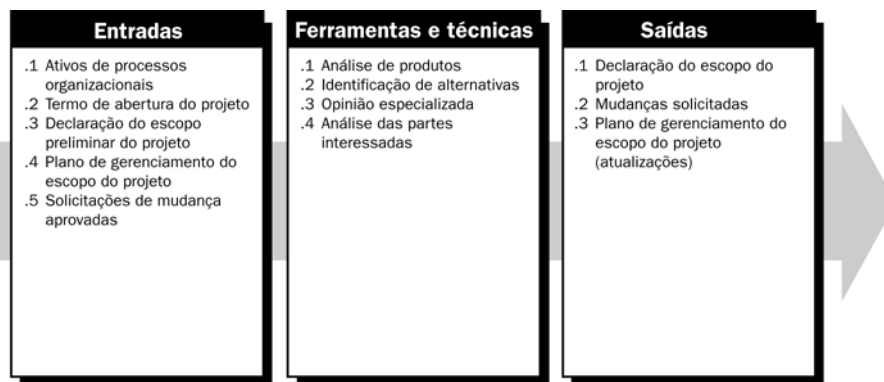 Entradas
.1 Ativos de processos
organizacionais
.2 Termo de abertura do projeto
.3 Declaração do escopo
preliminar do projeto
.4 Plano de gerenciamento do
escopo do projeto
.5 Solicitações de mudança
aprovadas
Ferramentas e técnicas
.1 Análise de produtos
.2 Identificação de alternativas
.3 Opinião especializada
.4 Análise das partes
interessadas
Saídas
.1 Declaração do escopo do
projeto
.2 Mudanças solicitadas
.3 Plano de gerenciamento do
escopo do projeto
(atualizações)